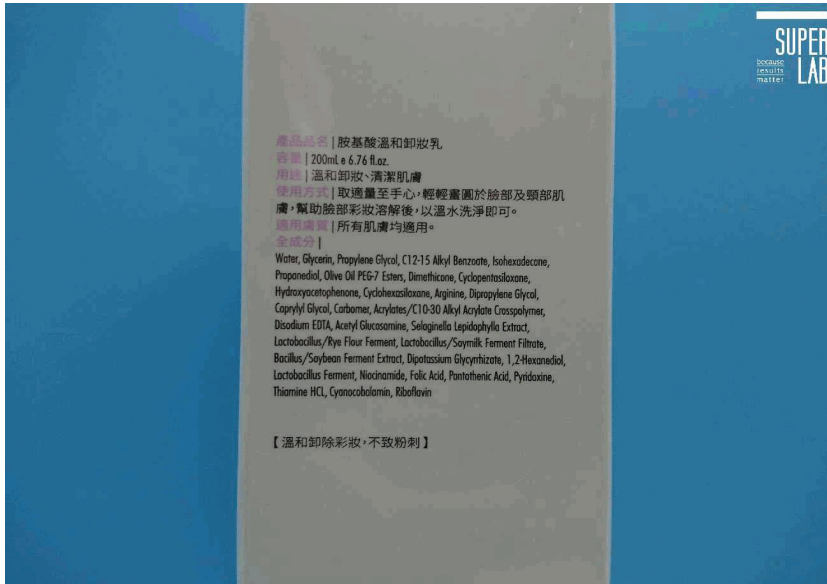 SUPER
LAB
because
results
matter
產品品名 | 胺基酸溫和卸妝乳
容量 | 200mL e 6.76 fl.oz.
用途 | 溫和卸妝、清潔肌膚
使用方式 | 取適量至手心，輕輕畫圓於臉部及頸部肌
膚，幫助臉部彩妝溶解後，以溫水洗淨即可。
適用膚質 | 所有肌膚均適用。
全成分 |
Water, Glycerin, Propylene Glycol, C12-15 Alkyl Benzoate, Isohexadecane,
Propanediol, Olive Oil PEG-7 Esters, Dimethicone, Cyclopentasiloxane,
Hydroxyacetophenone, Cyclohexasiloxane, Arginine, Dipropylene Glycol,
Caprylyl Glycol, Carbomer, Acrylates/C10-30 Alkyl Acrylate Crosspolymer,
Disodium EDTA, Acetyl Glucosamine, Selaginella Lepidophylla Extract,
Lactobacillus/Rye Flour Ferment, Lactobacillus/Soymilk Ferment Filtrate,
Bacillus/Soybean Ferment Extract, Dipotassium Glycyrrhizate, 1,2-Hexanediol,
Lactobacillus Ferment, Niacinamide, Folic Acid, Pantothenic Acid, Pyridoxine,
Thiamine HCL, Cyanocobalamin, Riboflavin
【溫和卸除彩妝，不致粉刺】